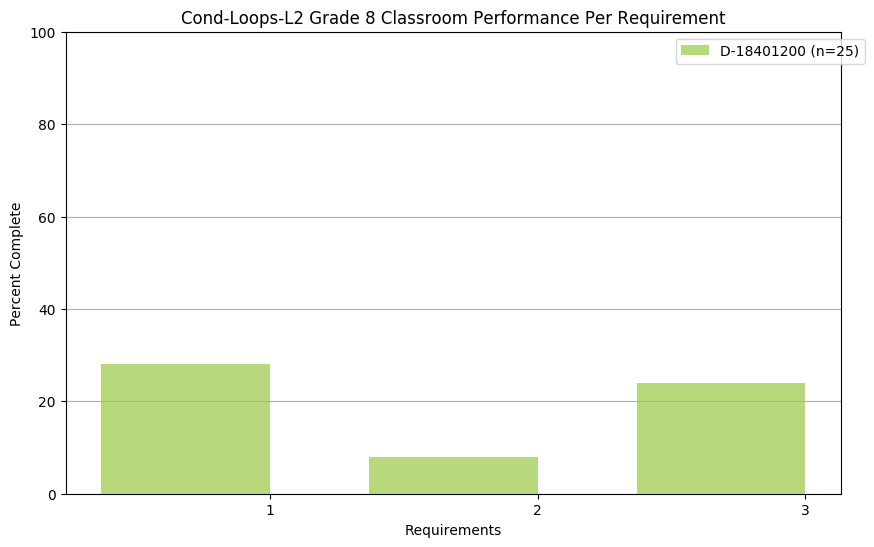 Cond-Loops-L2 Grade 8 Classroom Performance Per Requirement
D-18401200 (n=25)
100
80
60
40
20
0
Percent Complete
1 2 3
Requirements